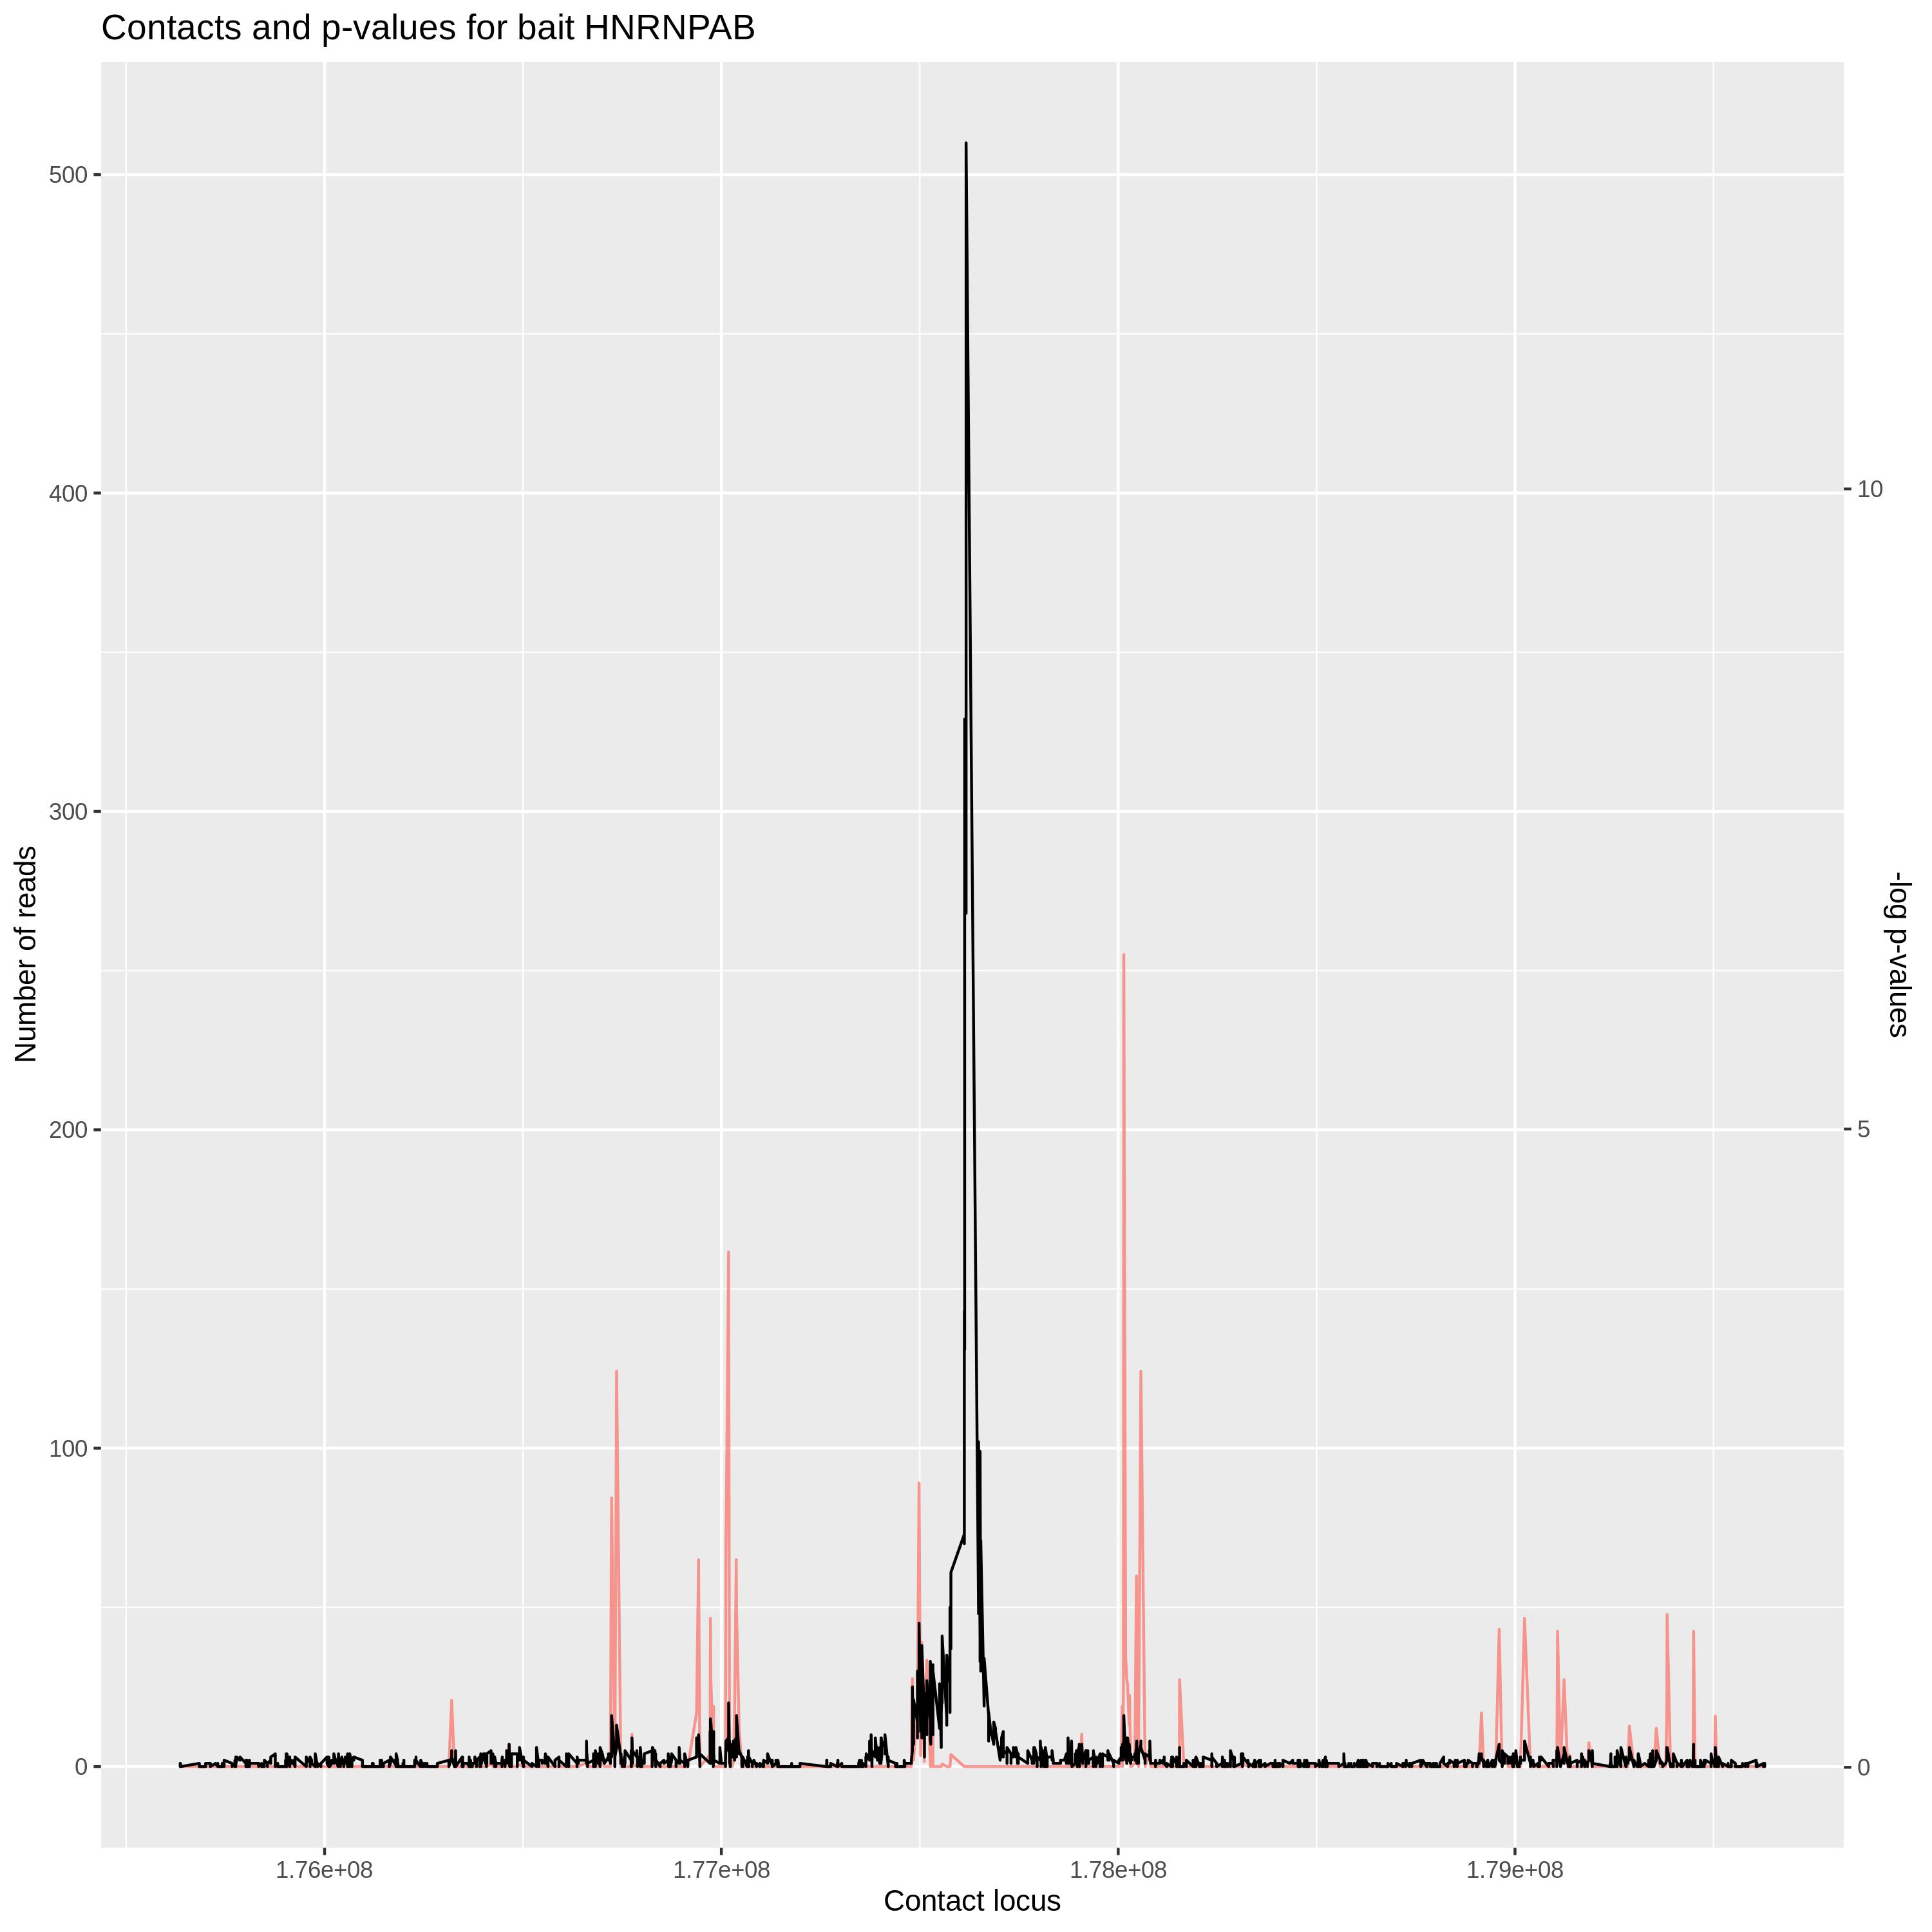 Contacts and p-values for bait HNRNPAB
500
400
300
200
100
0
Number of reads
10
5
0
-log p-values
1.76e+08
1.77e+08
1.78e+08
1.79e+08
Contact locus